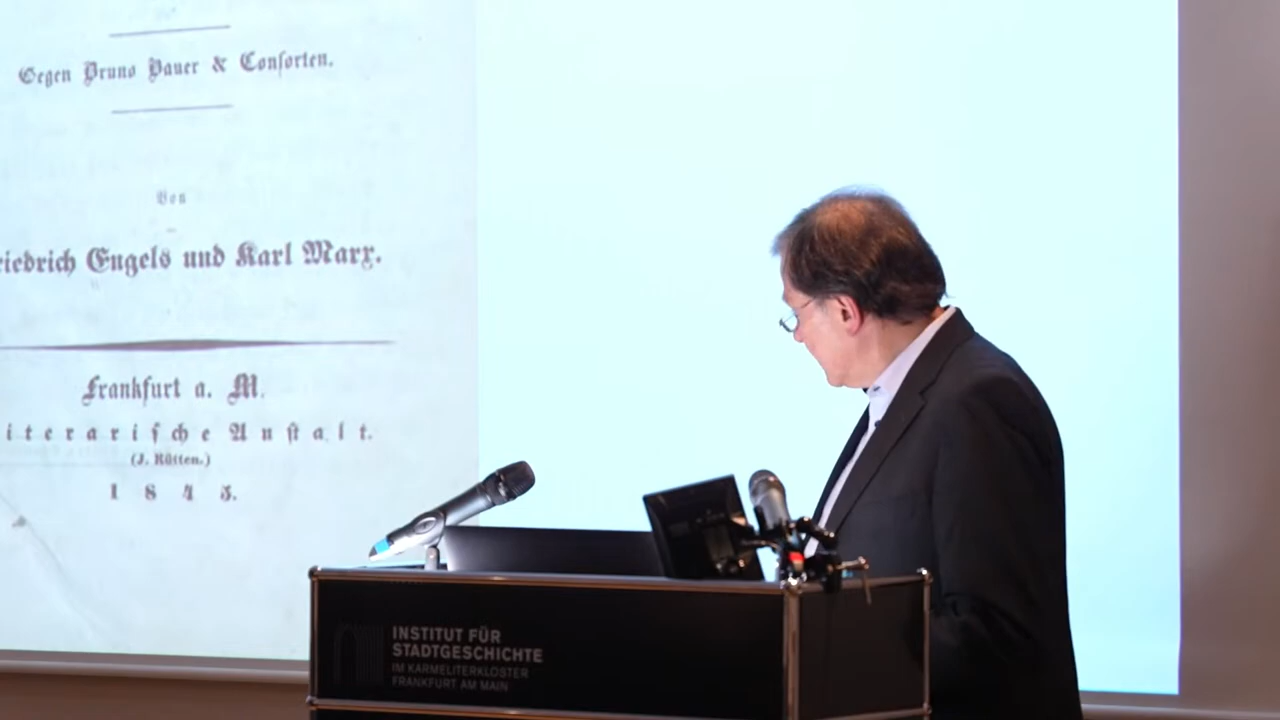 Gegen Bruno Bauer & Conſorten.
Von
riedrich Engels und Karl Marx.
Frankfurt a. M.
iterariſche Anſtalt.
(J. Rütten.)
1845.
INSTITUT FÜR
STADTGESCHICHTE
IM KARMELITERKLOSTER
FRANKFURT AM MAIN